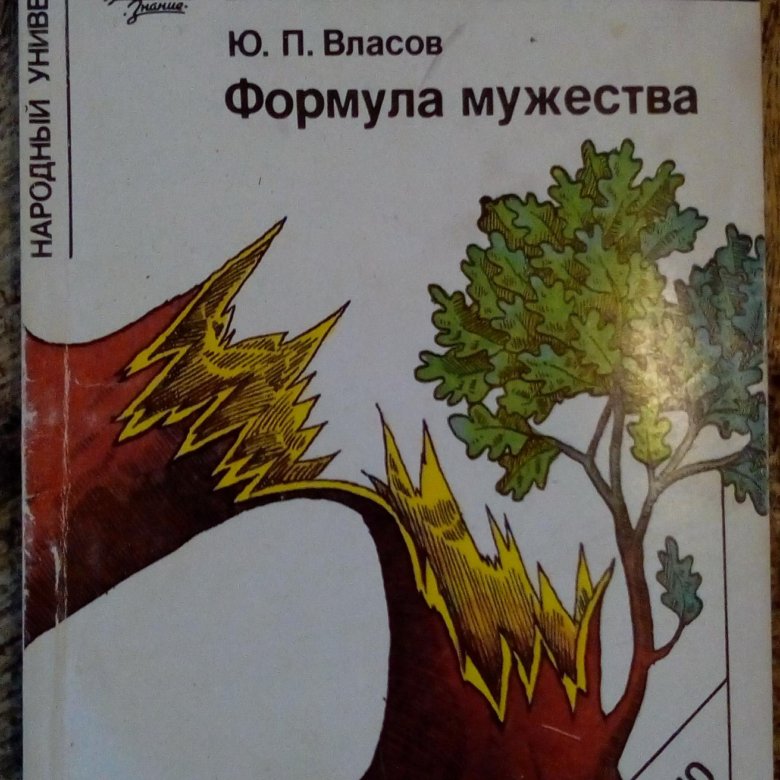 Знание
Ю. П. Власов
Формула мужества
НАРОДНЫЙ УНИВЕ